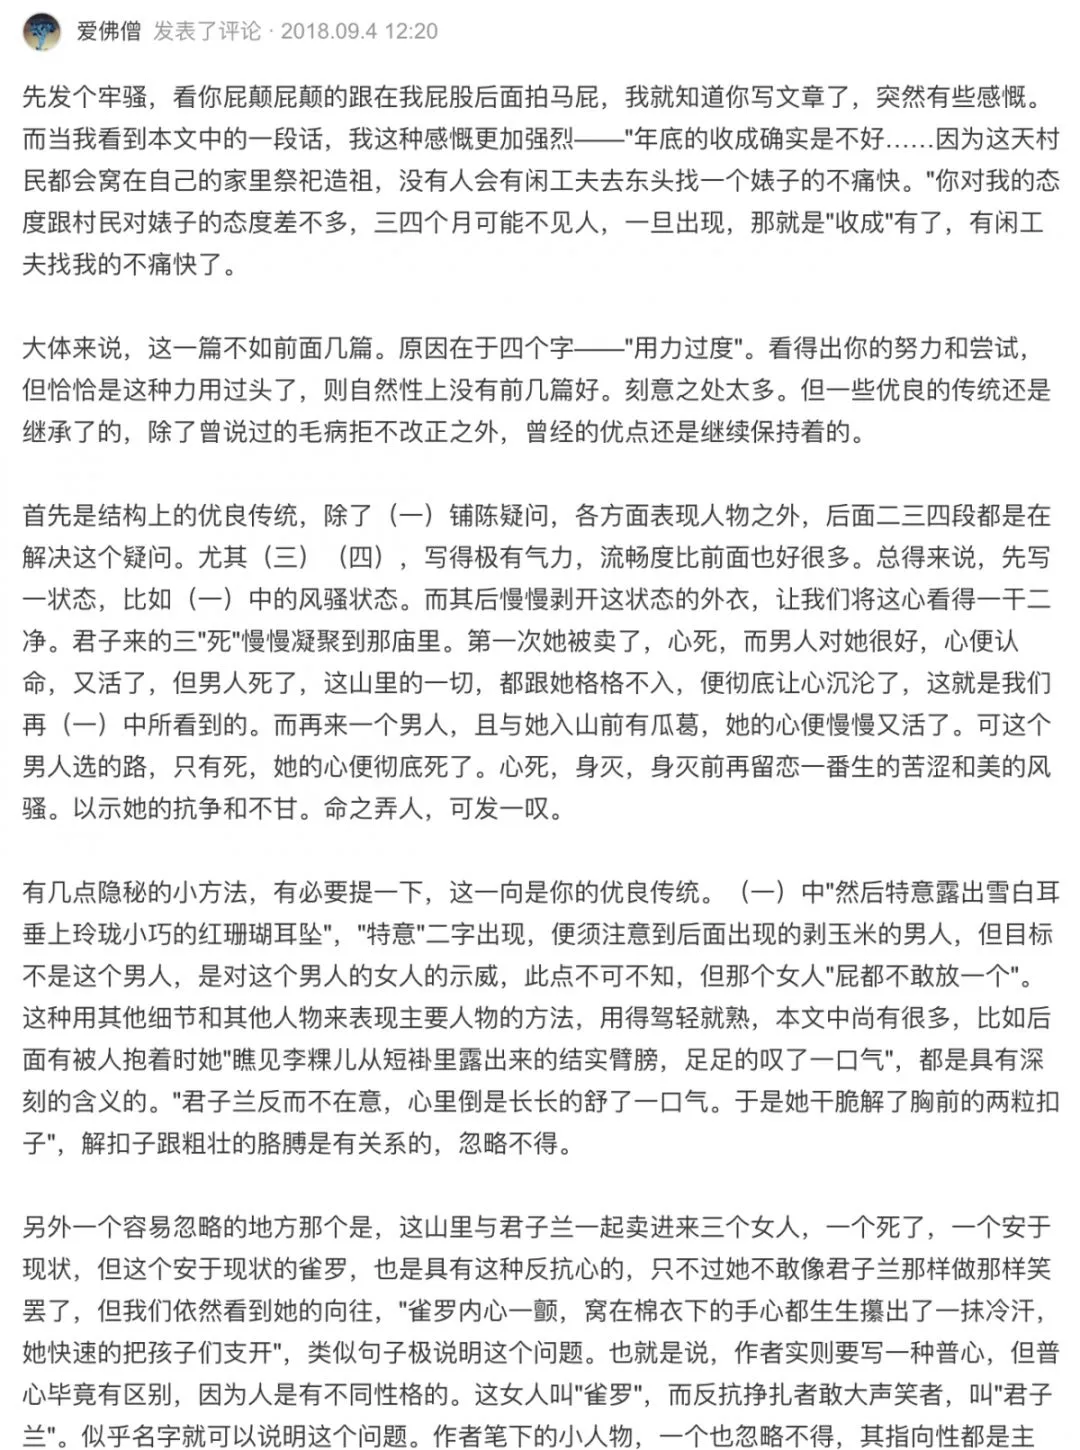 爱佛僧 发表了评论 · 2018.09.4 12:20
先发个牢骚，看你屁颠屁颠的跟在我屁股后面拍马屁，我就知道你写文章了，突然有些感慨。
而当我看到本文中的一段话，我这种感慨更加强烈——"年底的收成确实是不好……因为这天村
民都会窝在自己的家里祭祀造祖，没有人会有闲工夫去东头找一个婊子的不痛快。"你对我的态
度跟村民对婊子的态度差不多，三四个月可能不见人，一旦出现，那就是"收成"有了，有闲工
夫找我的不痛快了。
大体来说，这一篇不如前面几篇。原因在于四个字——"用力过度"。看得出你的努力和尝试，
但恰恰是这种力用过头了，则自然性上没有前几篇好。刻意之处太多。但一些优良的传统还是
继承了的，除了曾说过的毛病拒不改正之外，曾经的优点还是继续保持着的。
首先是结构上的优良传统，除了（一）铺陈疑问，各方面表现人物之外，后面二三四段都是在
解决这个疑问。尤其（三）（四），写得极有气力，流畅度比前面也好很多。总得来说，先写
一状态，比如（一）中的风骚状态。而其后慢慢剥开这状态的外衣，让我们将这心看得一干二
净。君子来的三"死"慢慢凝聚到那庙里。第一次她被卖了，心死，而男人对她很好，心便认
命，又活了，但男人死了，这山里的一切，都跟她格格不入，便彻底让心沉沦了，这就是我们
再（一）中所看到的。而再来一个男人，且与她入山前有瓜葛，她的心便慢慢又活了。可这个
男人选的路，只有死，她的心便彻底死了。心死，身灭，身灭前再留恋一番生的苦涩和美的风
骚。以示她的抗争和不甘。命之弄人，可发一叹。
有几点隐秘的小方法，有必要提一下，这一向是你的优良传统。（一）中"然后特意露出雪白耳
垂上玲珑小巧的红珊瑚耳坠"，"特意"二字出现，便须注意到后面出现的剥玉米的男人，但目标
不是这个男人，是对这个男人的女人的示威，此点不可不知，但那个女人"屁都不敢放一个"。
这种用其他细节和其他人物来表现主要人物的方法，用得驾轻就熟，本文中尚有很多，比如后
面有被人抱着时她"瞧见李粿儿从短褂里露出来的结实臂膀，足足的叹了一口气"，都是具有深
刻的含义的。"君子兰反而不在意，心里倒是长长的舒了一口气。于是她干脆解了胸前的两粒扣
子"，解扣子跟粗壮的胳膊是有关系的，忽略不得。
另外一个容易忽略的地方那个是，这山里与君子兰一起卖进来三个女人，一个死了，一个安于
现状，但这个安于现状的雀罗，也是具有这种反抗心的，只不过她不敢像君子兰那样做那样笑
罢了，但我们依然看到她的向往，"雀罗内心一颤，窝在棉衣下的手心都生生攥出了一抹冷汗，
她快速的把孩子们支开"，类似句子极说明这个问题。也就是说，作者实则要写一种普心，但普
心毕竟有区别，因为人是有不同性格的。这女人叫"雀罗"，而反抗挣扎者敢大声笑者，叫"君子
兰"。似乎名字就可以说明这个问题。作者笔下的小人物，一个也忽略不得，其指向性都是主